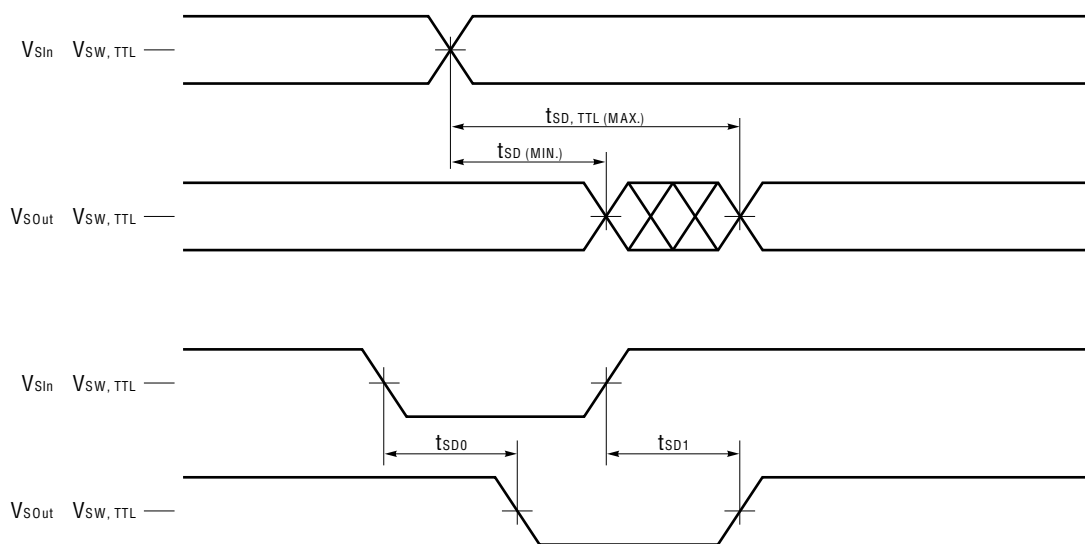 VSIn VSW, TTL
tSD, TTL (MAX.)
tSD (MIN.)
VSOut VSW, TTL
VSIn VSW, TTL
tSD0 tSD1
VSOut VSW, TTL